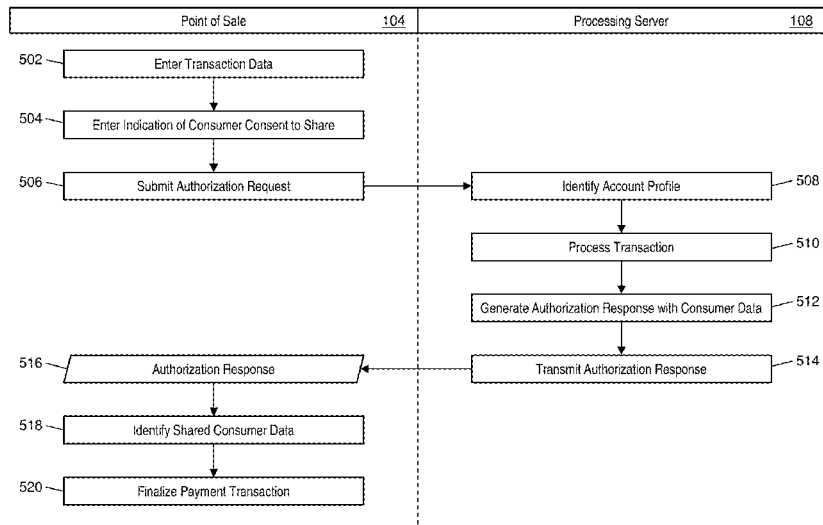 Point of Sale 104 Processing Server 108
502 Enter Transaction Data
504 Enter Indication of Consumer Consent to Share
506 Submit Authorization Request Identify Account Profile 508
Process Transaction 510
Generate Authorization Response with Consumer Data 512
516 Authorization Response Transmit Authorization Response 514
518 Identify Shared Consumer Data
520 Finalize Payment Transaction